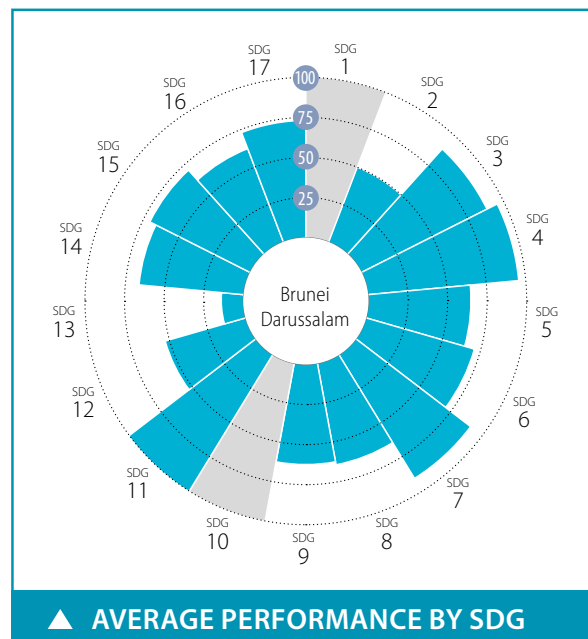 SDG
1
SDG
2
SDG
3
SDG
4
SDG
5
SDG
6
SDG
7
SDG
8
SDG
9
SDG
10
SDG
11
SDG
12
SDG
13
SDG
14
SDG
15
SDG
16
SDG
17
100
75
50
25
Brunei
Darussalam
▲ AVERAGE PERFORMANCE BY SDG